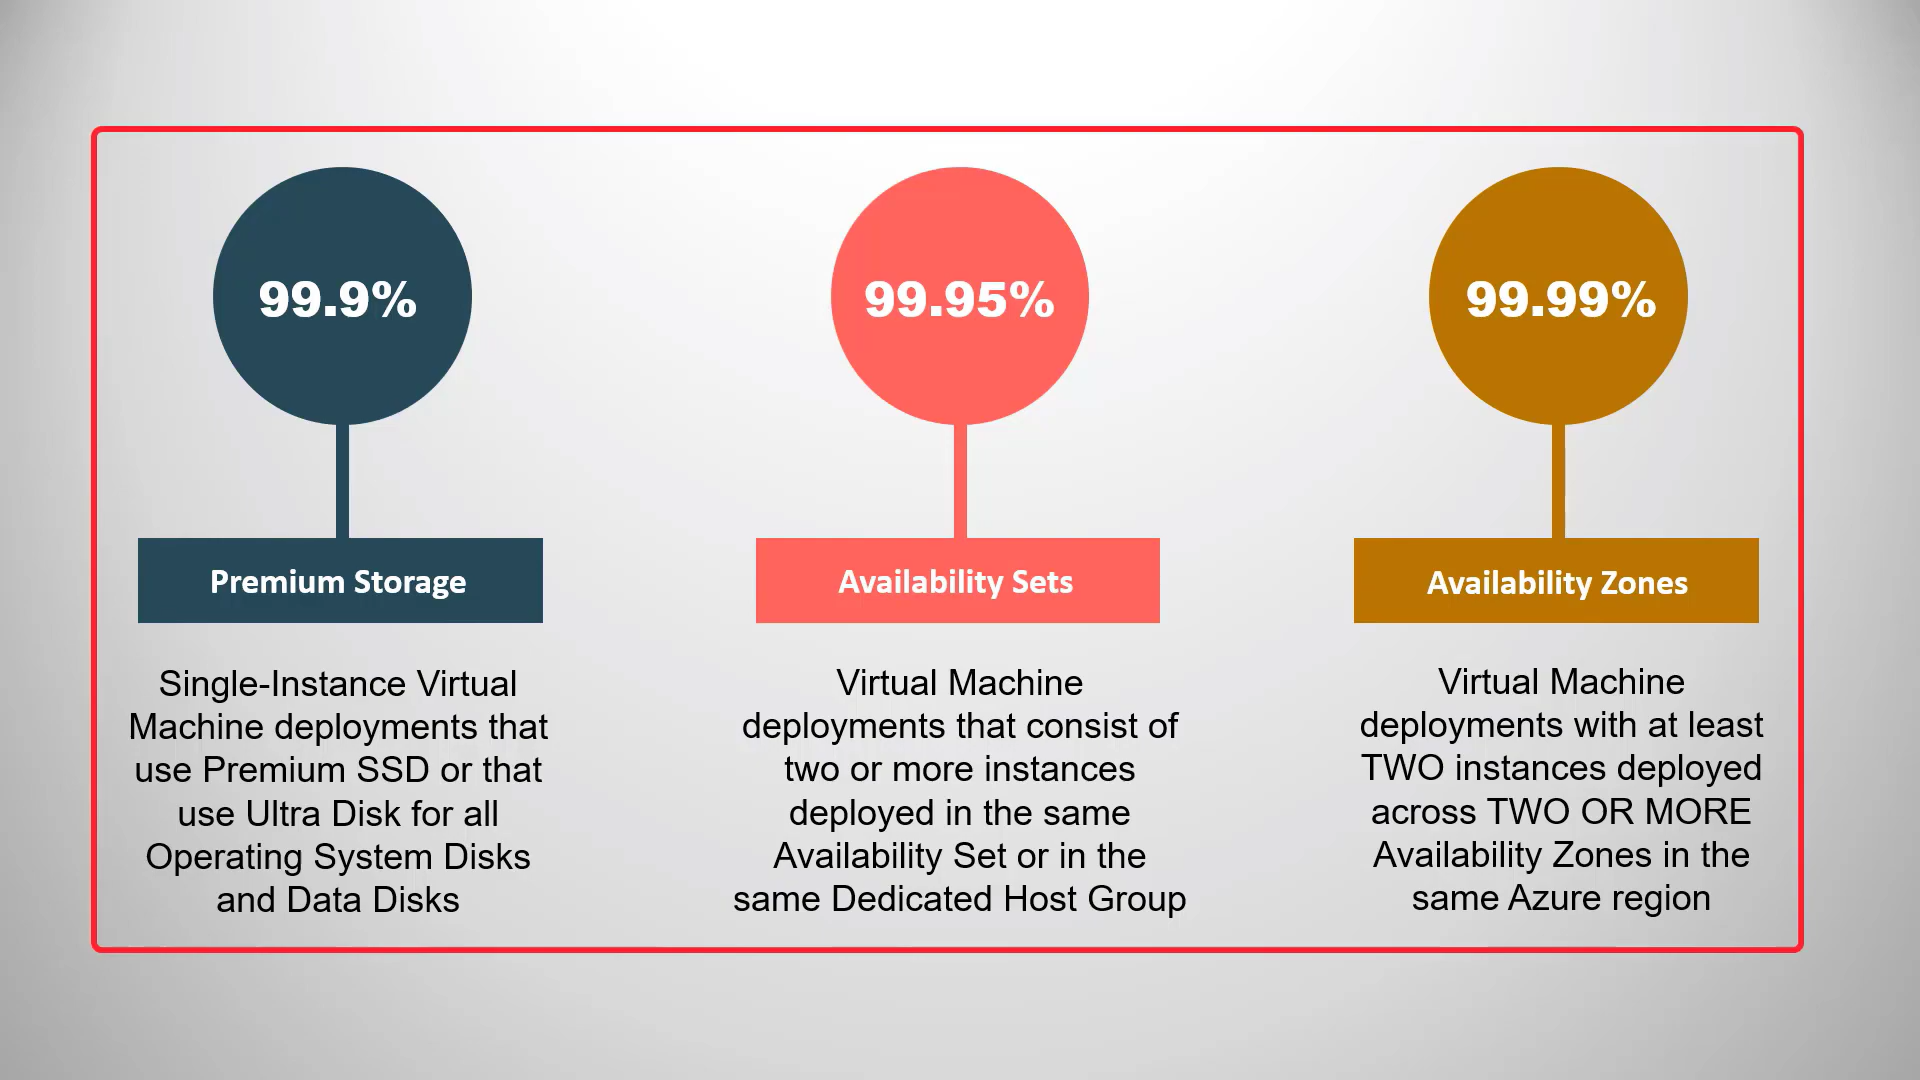 99.9%
Premium Storage
Single-Instance Virtual
Machine deployments that
use Premium SSD or that
use Ultra Disk for all
Operating System Disks
and Data Disks
99.95%
Availability Sets
Virtual Machine
deployments that consist of
two or more instances
deployed in the same
Availability Set or in the
same Dedicated Host Group
99.99%
Availability Zones
Virtual Machine
deployments with at least
TWO instances deployed
across TWO OR MORE
Availability Zones in the
same Azure region